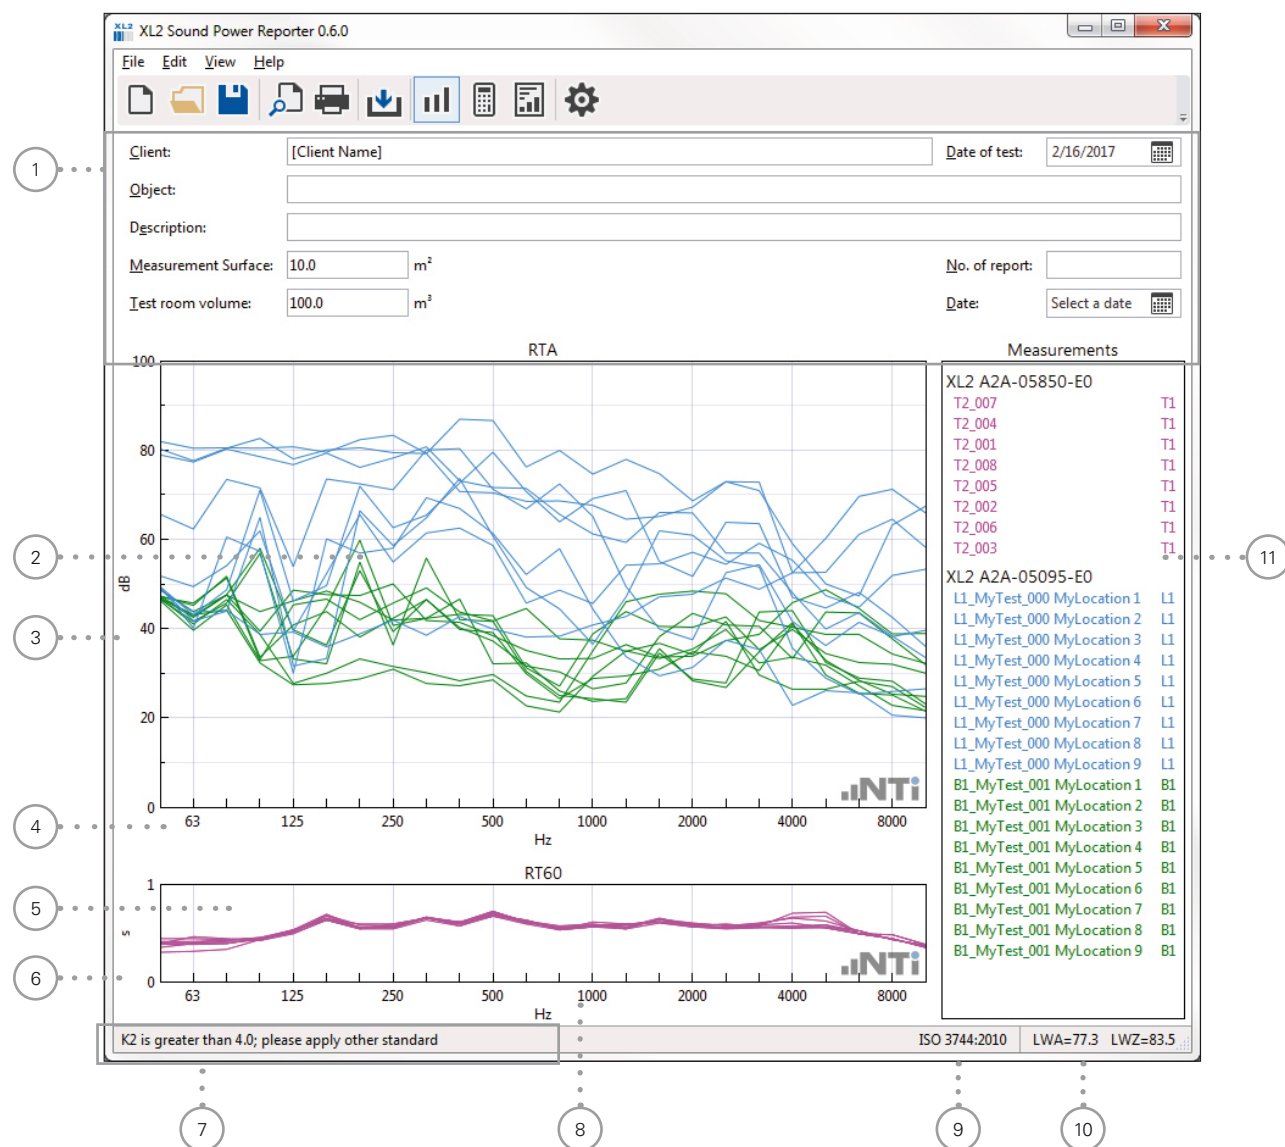 XL2 XL2 Sound Power Reporter 0.6.0
File Edit View Help
1
Client: [Client Name] Date of test: 2/16/2017
Object:
Description:
Measurement Surface: 10.0 m² No. of report:
Test room volume: 100.0 m³ Date: Select a date
RTA
100
80
60
40
20
0
dB
63 125 250 500 1000 2000 4000 8000
Hz
NTi
2
3
4
RT60
1
0
s
63 125 250 500 1000 2000 4000 8000
Hz
NTi
5
6
Measurements
XL2 A2A-05850-E0
T2_007 T1
T2_004 T1
T2_001 T1
T2_008 T1
T2_005 T1
T2_002 T1
T2_006 T1
T2_003 T1
11
XL2 A2A-05095-E0
L1_MyTest_000 MyLocation 1 L1
L1_MyTest_000 MyLocation 2 L1
L1_MyTest_000 MyLocation 3 L1
L1_MyTest_000 MyLocation 4 L1
L1_MyTest_000 MyLocation 5 L1
L1_MyTest_000 MyLocation 6 L1
L1_MyTest_000 MyLocation 7 L1
L1_MyTest_000 MyLocation 8 L1
L1_MyTest_000 MyLocation 9 L1
B1_MyTest_001 MyLocation 1 B1
B1_MyTest_001 MyLocation 2 B1
B1_MyTest_001 MyLocation 3 B1
B1_MyTest_001 MyLocation 4 B1
B1_MyTest_001 MyLocation 5 B1
B1_MyTest_001 MyLocation 6 B1
B1_MyTest_001 MyLocation 7 B1
B1_MyTest_001 MyLocation 8 B1
B1_MyTest_001 MyLocation 9 B1
K2 is greater than 4.0; please apply other standard ISO 3744:2010 LWA=77.3 LWZ=83.5
7 8 9 10